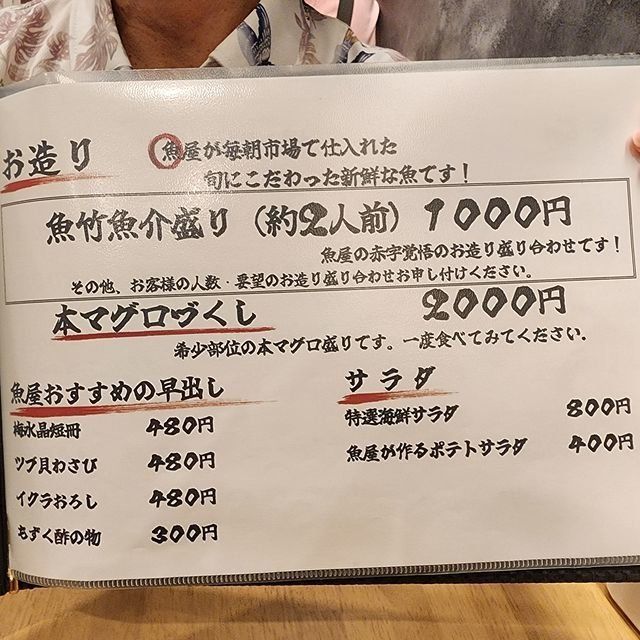 お造り
魚屋が毎朝市場で仕入れた
旬にこだわった新鮮な魚です！
魚竹魚介盛り（約2人前）1000円
魚屋の赤字覚悟のお造り盛り合わせです！
その他、お客様の人数・要望のお造り盛り合わせお申し付けください。
本マグロづくし 2000円
希少部位の本マグロ盛りです。一度食べてみてください.
魚屋おすすめの早出し
梅水晶短冊 480円
ツブ貝わさび 480円
イクラおろし 480円
もずく酢の物 300円
サラダ
特選海鮮サラダ 800円
魚屋が作るポテトサラダ 400円